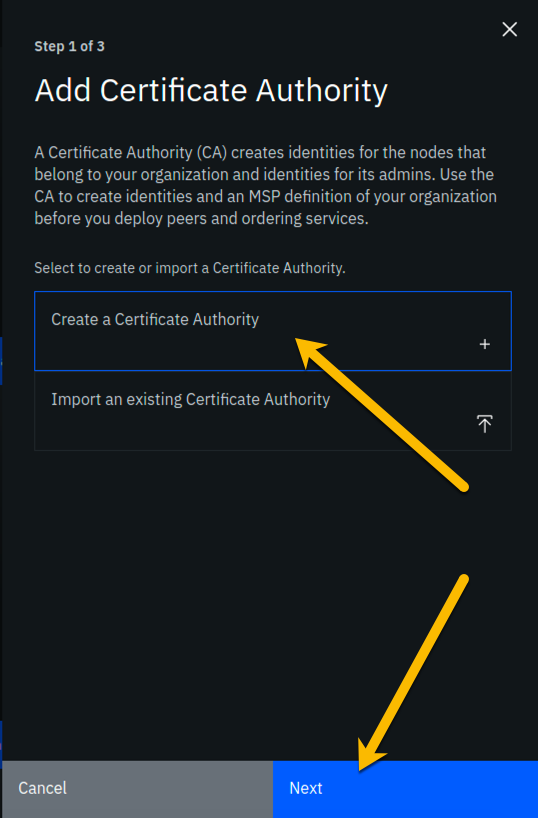 Step 1 of 3
Add Certificate Authority
A Certificate Authority (CA) creates identities for the nodes that
belong to your organization and identities for its admins. Use the
CA to create identities and an MSP definition of your organization
before you deploy peers and ordering services.
Select to create or import a Certificate Authority.
Create a Certificate Authority
Import an existing Certificate Authority
Cancel
Next